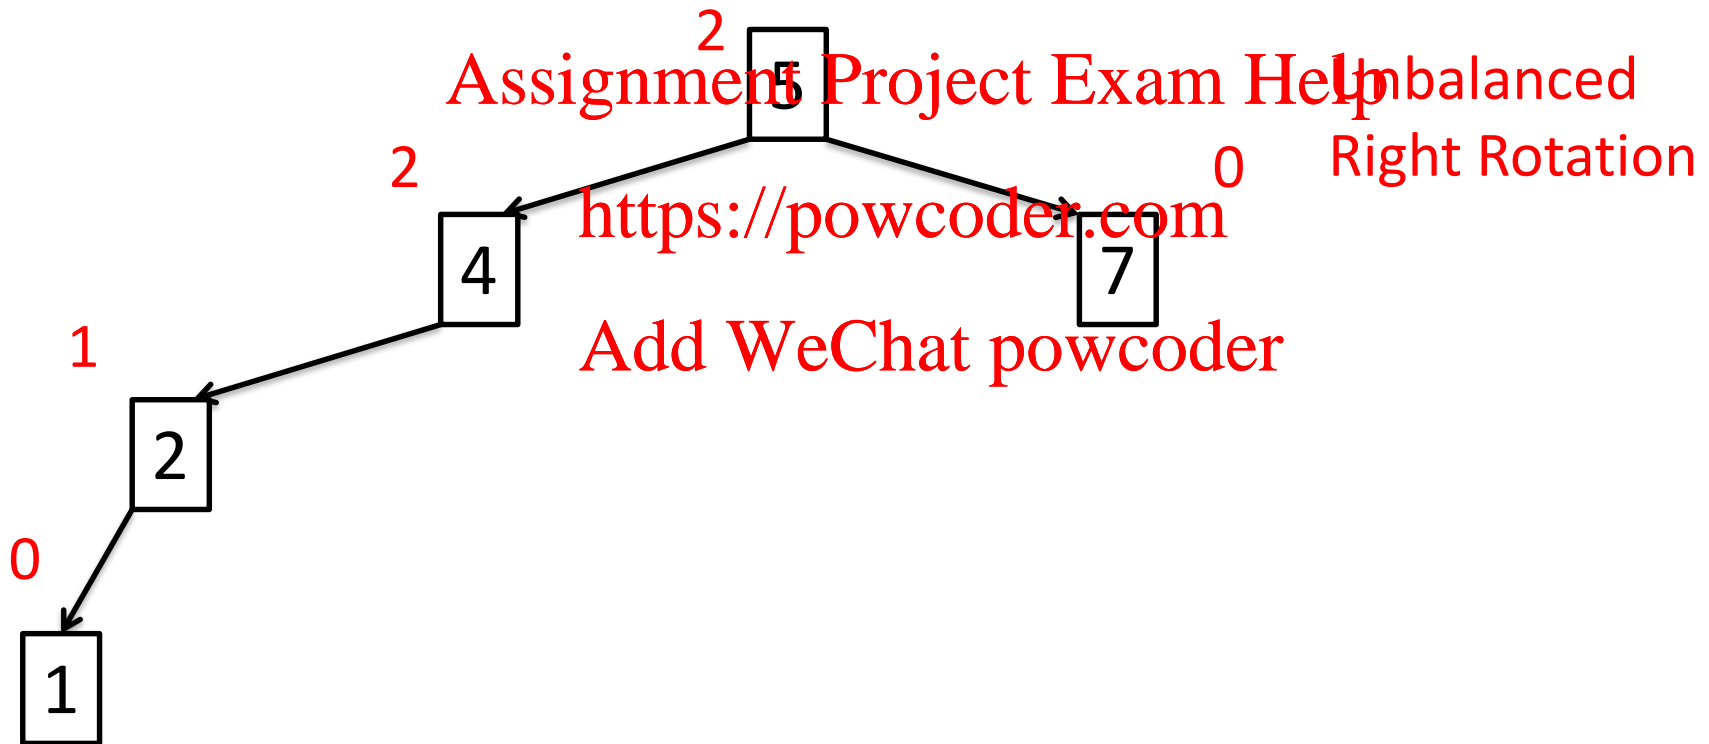 2
5
Assignment Project Exam Help
Unbalanced
Right Rotation
2
0
https://powcoder.com
4
7
1
Add WeChat powcoder
2
0
1